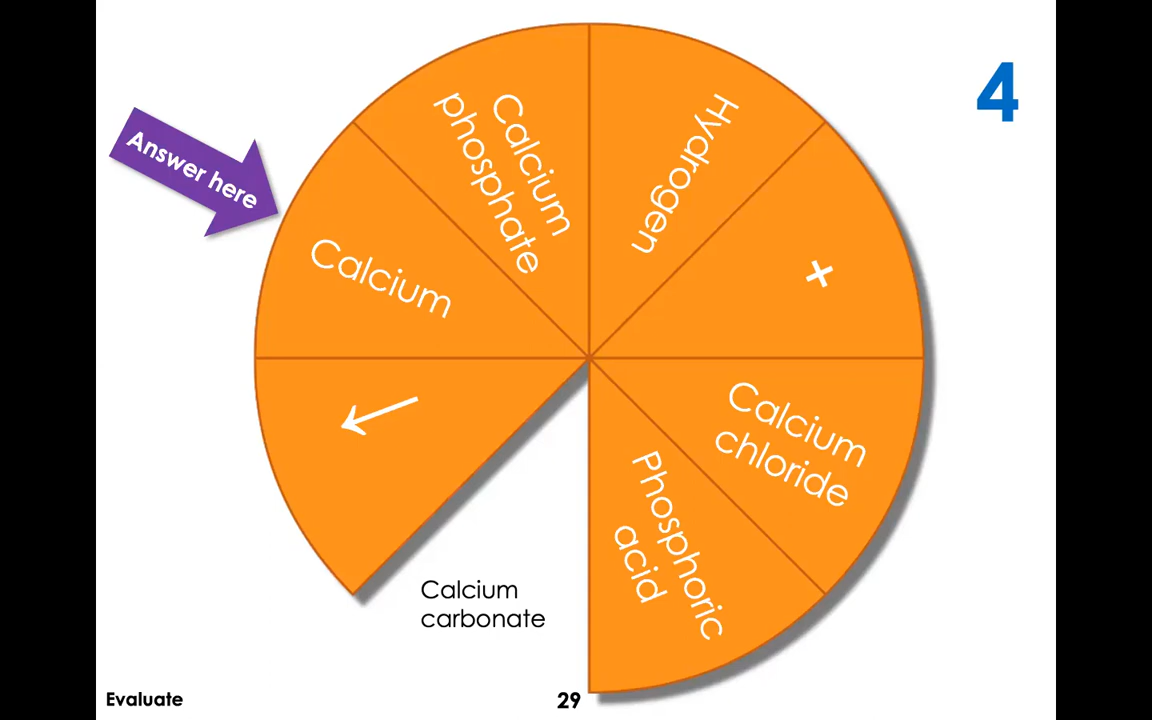 4
Answer here
Calcium
phosphate
Hydrogen
+
Calcium
Calcium
chloride
Phosphoric
acid
Calcium
carbonate
Evaluate
29